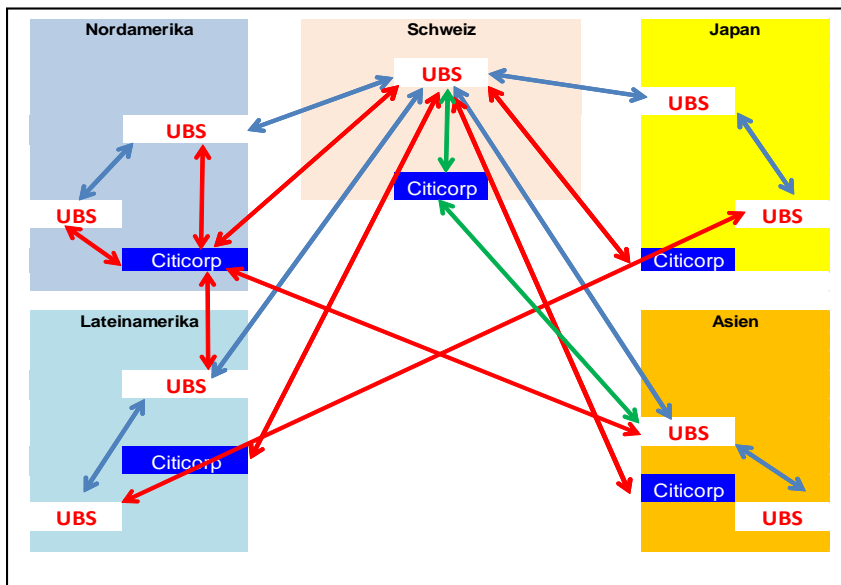 Nordamerika
Schweiz
Japan
UBS
UBS
UBS
UBS
Citicorp
UBS
Citicorp
Citicorp
Lateinamerika
Asien
UBS
UBS
Citicorp
Citicorp
UBS
UBS